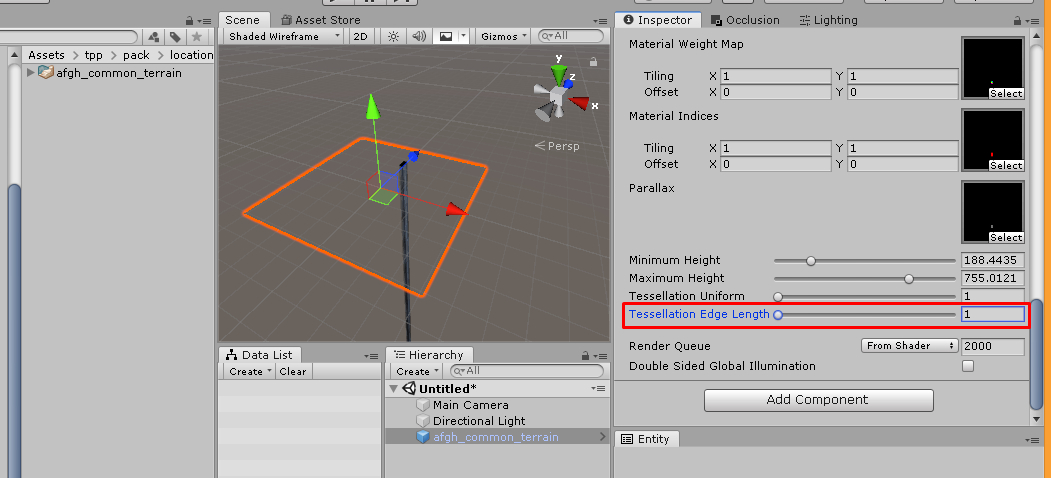 Assets > tpp > pack > location
afgh_common_terrain
Scene
Asset Store
Shaded Wireframe
2D
Gizmos
All
y
z
x
Persp
Data List
Create
Clear
Hierarchy
Create
All
Untitled*
Main Camera
Directional Light
afgh_common_terrain
Inspector
Occlusion
Lighting
Material Weight Map
Tiling X 1 Y 1
Offset X 0 Y 0
Select
Material Indices
Tiling X 1 Y 1
Offset X 0 Y 0
Select
Parallax
Select
Minimum Height 188.4435
Maximum Height 755.0121
Tessellation Uniform 1
Tessellation Edge Length 1
Render Queue From Shader 2000
Double Sided Global Illumination
Add Component
Entity